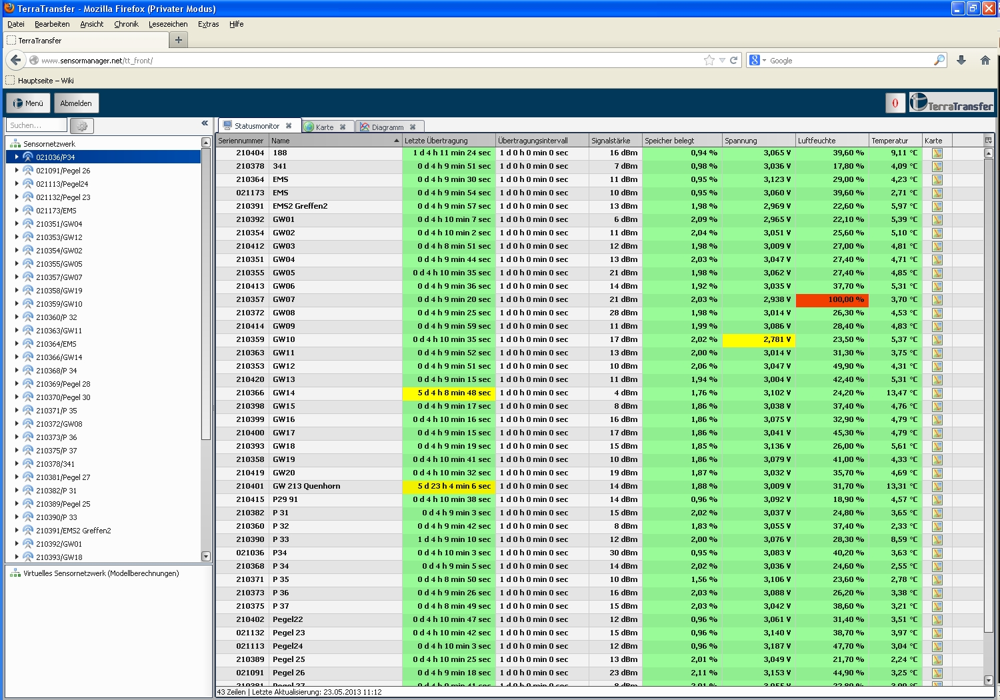 TerraTransfer - Mozilla Firefox (Privater Modus)
Datei Bearbeiten Ansicht Chronik Lesezeichen Extras Hilfe
TerraTransfer
www.sensormanager.net/tt_front/ Google
Hauptseite – Wiki
Menü Abmelden 0 TerraTransfer
Suchen...
Sensornetzwerk
021036/P34
021091/Pegel 26
021113/Pegel24
021132/Pegel 23
021173/EMS
210351/GW04
210353/GW12
210354/GW02
210355/GW05
210357/GW07
210358/GW19
210359/GW10
210360/P 32
210363/GW11
210364/EMS
210366/GW14
210368/P 34
210369/Pegel 28
210370/Pegel 30
210371/P 35
210372/GW08
210373/P 36
210375/P 37
210378/341
210381/Pegel 27
210382/P 31
210389/Pegel 25
210390/P 33
210391/EMS2 Greffen2
210392/GW01
210393/GW18
Virtuelles Sensornetzwerk (Modellberechnungen)
Statusmonitor Karte Diagramm
Seriennummer Name Letzte Übertragung Übertragungsintervall Signalstärke Speicher belegt Spannung Luftfeuchte Temperatur Karte
210404 188 1 d 4 h 11 min 24 sec 1 d 0 h 0 min 0 sec 16 dBm 0,94 % 3,065 V 39,60 % 9,11 °C
210378 341 0 d 4 h 9 min 51 sec 1 d 0 h 0 min 0 sec 7 dBm 0,98 % 3,036 V 17,80 % 4,09 °C
210364 EMS 0 d 4 h 9 min 30 sec 1 d 0 h 0 min 0 sec 11 dBm 0,95 % 3,123 V 29,00 % 4,23 °C
021173 EMS 0 d 4 h 9 min 54 sec 1 d 0 h 0 min 0 sec 10 dBm 0,95 % 3,060 V 39,60 % 2,71 °C
210391 EMS2 Greffen2 0 d 4 h 9 min 57 sec 1 d 0 h 0 min 0 sec 13 dBm 1,98 % 2,969 V 22,60 % 5,97 °C
210392 GW01 0 d 4 h 10 min 7 sec 1 d 0 h 0 min 0 sec 6 dBm 2,09 % 2,965 V 22,10 % 5,39 °C
210354 GW02 0 d 4 h 10 min 2 sec 1 d 0 h 0 min 0 sec 11 dBm 2,04 % 3,051 V 25,60 % 5,10 °C
210412 GW03 0 d 4 h 8 min 51 sec 1 d 0 h 0 min 0 sec 12 dBm 1,98 % 3,009 V 27,00 % 4,81 °C
210351 GW04 0 d 4 h 9 min 44 sec 1 d 0 h 0 min 0 sec 13 dBm 2,03 % 3,047 V 27,40 % 4,71 °C
210355 GW05 0 d 4 h 10 min 35 sec 1 d 0 h 0 min 0 sec 21 dBm 1,98 % 3,062 V 27,40 % 4,85 °C
210413 GW06 0 d 4 h 9 min 36 sec 1 d 0 h 0 min 0 sec 14 dBm 1,92 % 3,035 V 37,70 % 5,31 °C
210357 GW07 0 d 4 h 9 min 20 sec 1 d 0 h 0 min 0 sec 21 dBm 2,03 % 2,938 V 100,00 % 3,70 °C
210372 GW08 0 d 4 h 9 min 25 sec 1 d 0 h 0 min 0 sec 28 dBm 1,98 % 3,014 V 26,30 % 4,53 °C
210414 GW09 0 d 4 h 9 min 59 sec 1 d 0 h 0 min 0 sec 11 dBm 1,99 % 3,086 V 28,40 % 4,83 °C
210359 GW10 0 d 4 h 10 min 35 sec 1 d 0 h 0 min 0 sec 17 dBm 2,02 % 2,781 V 23,50 % 5,37 °C
210363 GW11 0 d 4 h 9 min 52 sec 1 d 0 h 0 min 0 sec 13 dBm 2,00 % 3,014 V 31,30 % 3,75 °C
210353 GW12 0 d 4 h 9 min 51 sec 1 d 0 h 0 min 0 sec 10 dBm 2,06 % 3,047 V 49,90 % 4,31 °C
210420 GW13 0 d 4 h 9 min 15 sec 1 d 0 h 0 min 0 sec 11 dBm 1,94 % 3,004 V 42,40 % 5,31 °C
210366 GW14 5 d 4 h 8 min 48 sec 1 d 0 h 0 min 0 sec 4 dBm 1,76 % 3,102 V 24,20 % 13,47 °C
210398 GW15 0 d 4 h 9 min 17 sec 1 d 0 h 0 min 0 sec 8 dBm 1,86 % 3,038 V 37,40 % 4,76 °C
210399 GW16 0 d 4 h 10 min 16 sec 1 d 0 h 0 min 0 sec 16 dBm 1,86 % 3,075 V 32,90 % 4,79 °C
210400 GW17 0 d 4 h 9 min 15 sec 1 d 0 h 0 min 0 sec 17 dBm 1,86 % 3,041 V 45,30 % 4,79 °C
210393 GW18 0 d 4 h 9 min 19 sec 1 d 0 h 0 min 0 sec 15 dBm 1,85 % 3,136 V 26,00 % 5,61 °C
210358 GW19 0 d 4 h 10 min 41 sec 1 d 0 h 0 min 0 sec 10 dBm 1,86 % 3,079 V 41,00 % 4,33 °C
210419 GW20 0 d 4 h 10 min 32 sec 1 d 0 h 0 min 0 sec 19 dBm 1,87 % 3,032 V 35,70 % 4,69 °C
210401 GW 213 Quenhorn 5 d 23 h 4 min 6 sec 1 d 0 h 0 min 0 sec 14 dBm 1,88 % 3,009 V 31,70 % 13,31 °C
210415 P29 91 0 d 4 h 10 min 38 sec 1 d 0 h 0 min 0 sec 14 dBm 0,96 % 3,092 V 18,90 % 4,57 °C
210382 P 31 0 d 4 h 9 min 3 sec 1 d 0 h 0 min 0 sec 15 dBm 2,02 % 3,037 V 24,80 % 3,65 °C
210360 P 32 0 d 4 h 9 min 42 sec 1 d 0 h 0 min 0 sec 8 dBm 1,83 % 3,055 V 37,40 % 2,33 °C
210390 P 33 1 d 4 h 9 min 10 sec 1 d 0 h 0 min 0 sec 12 dBm 2,00 % 3,076 V 28,30 % 8,59 °C
021036 P34 0 d 4 h 10 min 3 sec 1 d 0 h 0 min 0 sec 30 dBm 0,95 % 3,083 V 40,20 % 3,63 °C
210368 P 34 0 d 4 h 9 min 5 sec 1 d 0 h 0 min 0 sec 14 dBm 2,02 % 3,036 V 24,60 % 2,55 °C
210371 P 35 0 d 4 h 8 min 50 sec 1 d 0 h 0 min 0 sec 10 dBm 1,56 % 3,106 V 23,60 % 2,78 °C
210373 P 36 0 d 4 h 9 min 26 sec 1 d 0 h 0 min 0 sec 16 dBm 2,03 % 3,088 V 26,20 % 3,38 °C
210375 P 37 0 d 4 h 8 min 49 sec 1 d 0 h 0 min 0 sec 15 dBm 2,03 % 3,042 V 38,60 % 3,21 °C
210402 Pegel22 0 d 4 h 10 min 47 sec 1 d 0 h 0 min 0 sec 12 dBm 0,96 % 3,061 V 31,40 % 3,51 °C
021132 Pegel 23 0 d 4 h 10 min 42 sec 1 d 0 h 0 min 0 sec 15 dBm 0,96 % 3,140 V 38,70 % 3,97 °C
021113 Pegel24 0 d 4 h 10 min 3 sec 1 d 0 h 0 min 0 sec 12 dBm 0,96 % 3,187 V 47,70 % 3,04 °C
210389 Pegel 25 0 d 4 h 10 min 25 sec 1 d 0 h 0 min 0 sec 13 dBm 2,01 % 3,049 V 21,70 % 2,24 °C
021091 Pegel 26 0 d 4 h 9 min 18 sec 1 d 0 h 0 min 0 sec 23 dBm 2,11 % 3,153 V 44,90 % 3,25 °C
210381 Pegel 27
43 Zeilen | Letzte Aktualisierung: 23.05.2013 11:12